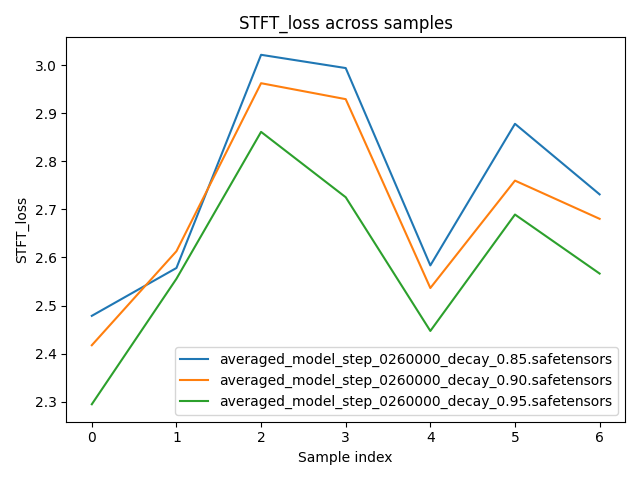 STFT_loss across samples
STFT_loss
3.0
2.9
2.8
2.7
2.6
2.5
2.4
2.3
averaged_model_step_0260000_decay_0.85.safetensors
averaged_model_step_0260000_decay_0.90.safetensors
averaged_model_step_0260000_decay_0.95.safetensors
0 1 2 3 4 5 6
Sample index